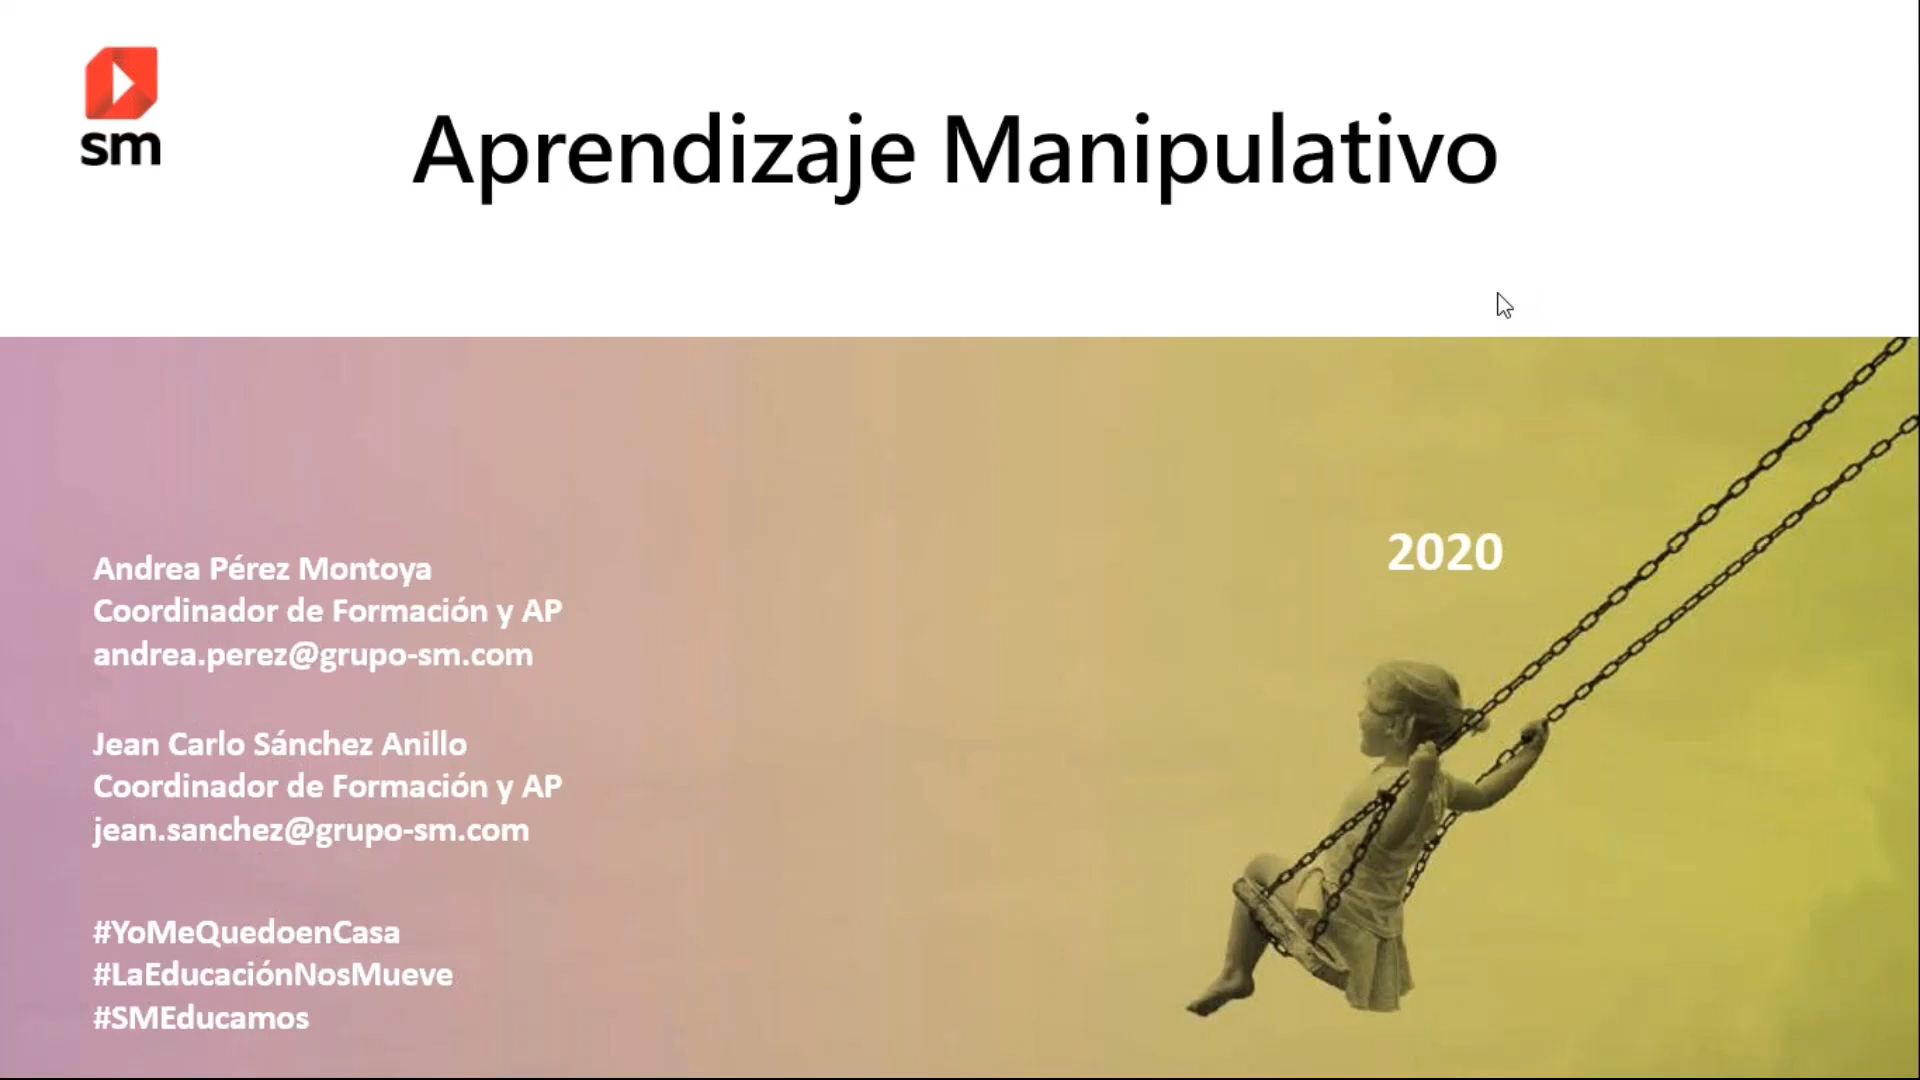 sm
Aprendizaje Manipulativo
2020
Andrea Pérez Montoya
Coordinador de Formación y AP
andrea.perez@grupo-sm.com
Jean Carlo Sánchez Anillo
Coordinador de Formación y AP
jean.sanchez@grupo-sm.com
#YoMeQuedoenCasa
#LaEducaciónNosMueve
#SMEducamos